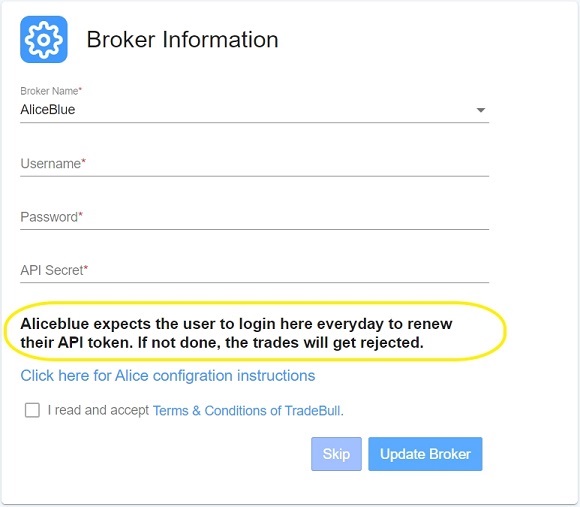 Broker Information
Broker Name*
AliceBlue
Username*
Password*
API Secret*
Aliceblue expects the user to login here everyday to renew
their API token. If not done, the trades will get rejected.
Click here for Alice configration instructions
I read and accept Terms & Conditions of TradeBull.
Skip Update Broker